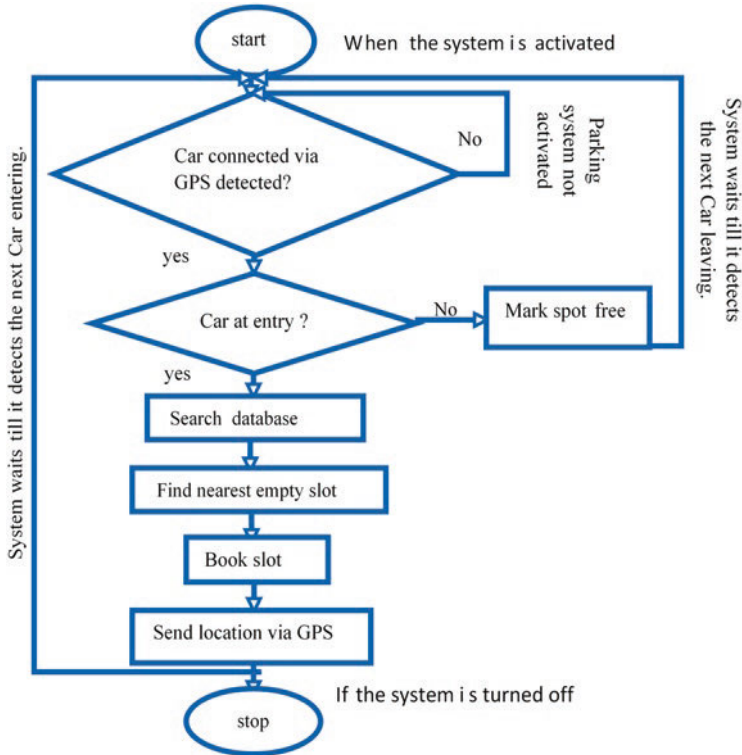 start
When the system is activated
No
Parking
system not
activated
System waits till it detects
the next Car leaving.
System waits till it detects the next Car entering.
Car connected via
GPS detected?
yes
Car at entry ?
No
Mark spot free
yes
Search database
Find nearest empty slot
Book slot
Send location via GPS
If the system is turned off
stop